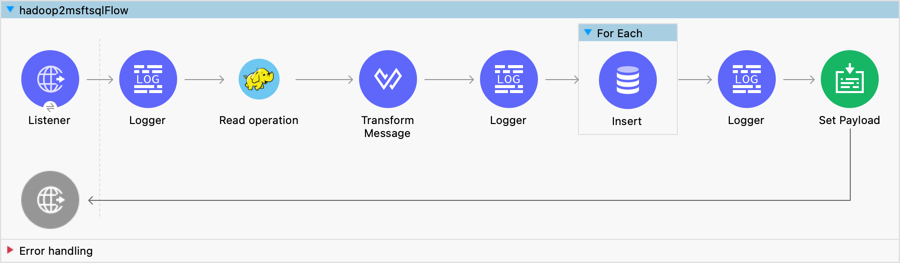 hadoop2msftsqlFlow
For Each
LOG
LOG
LOG
Listener
Logger
Read operation
Transform
Message
Logger
Insert
Logger
Set Payload
Error handling